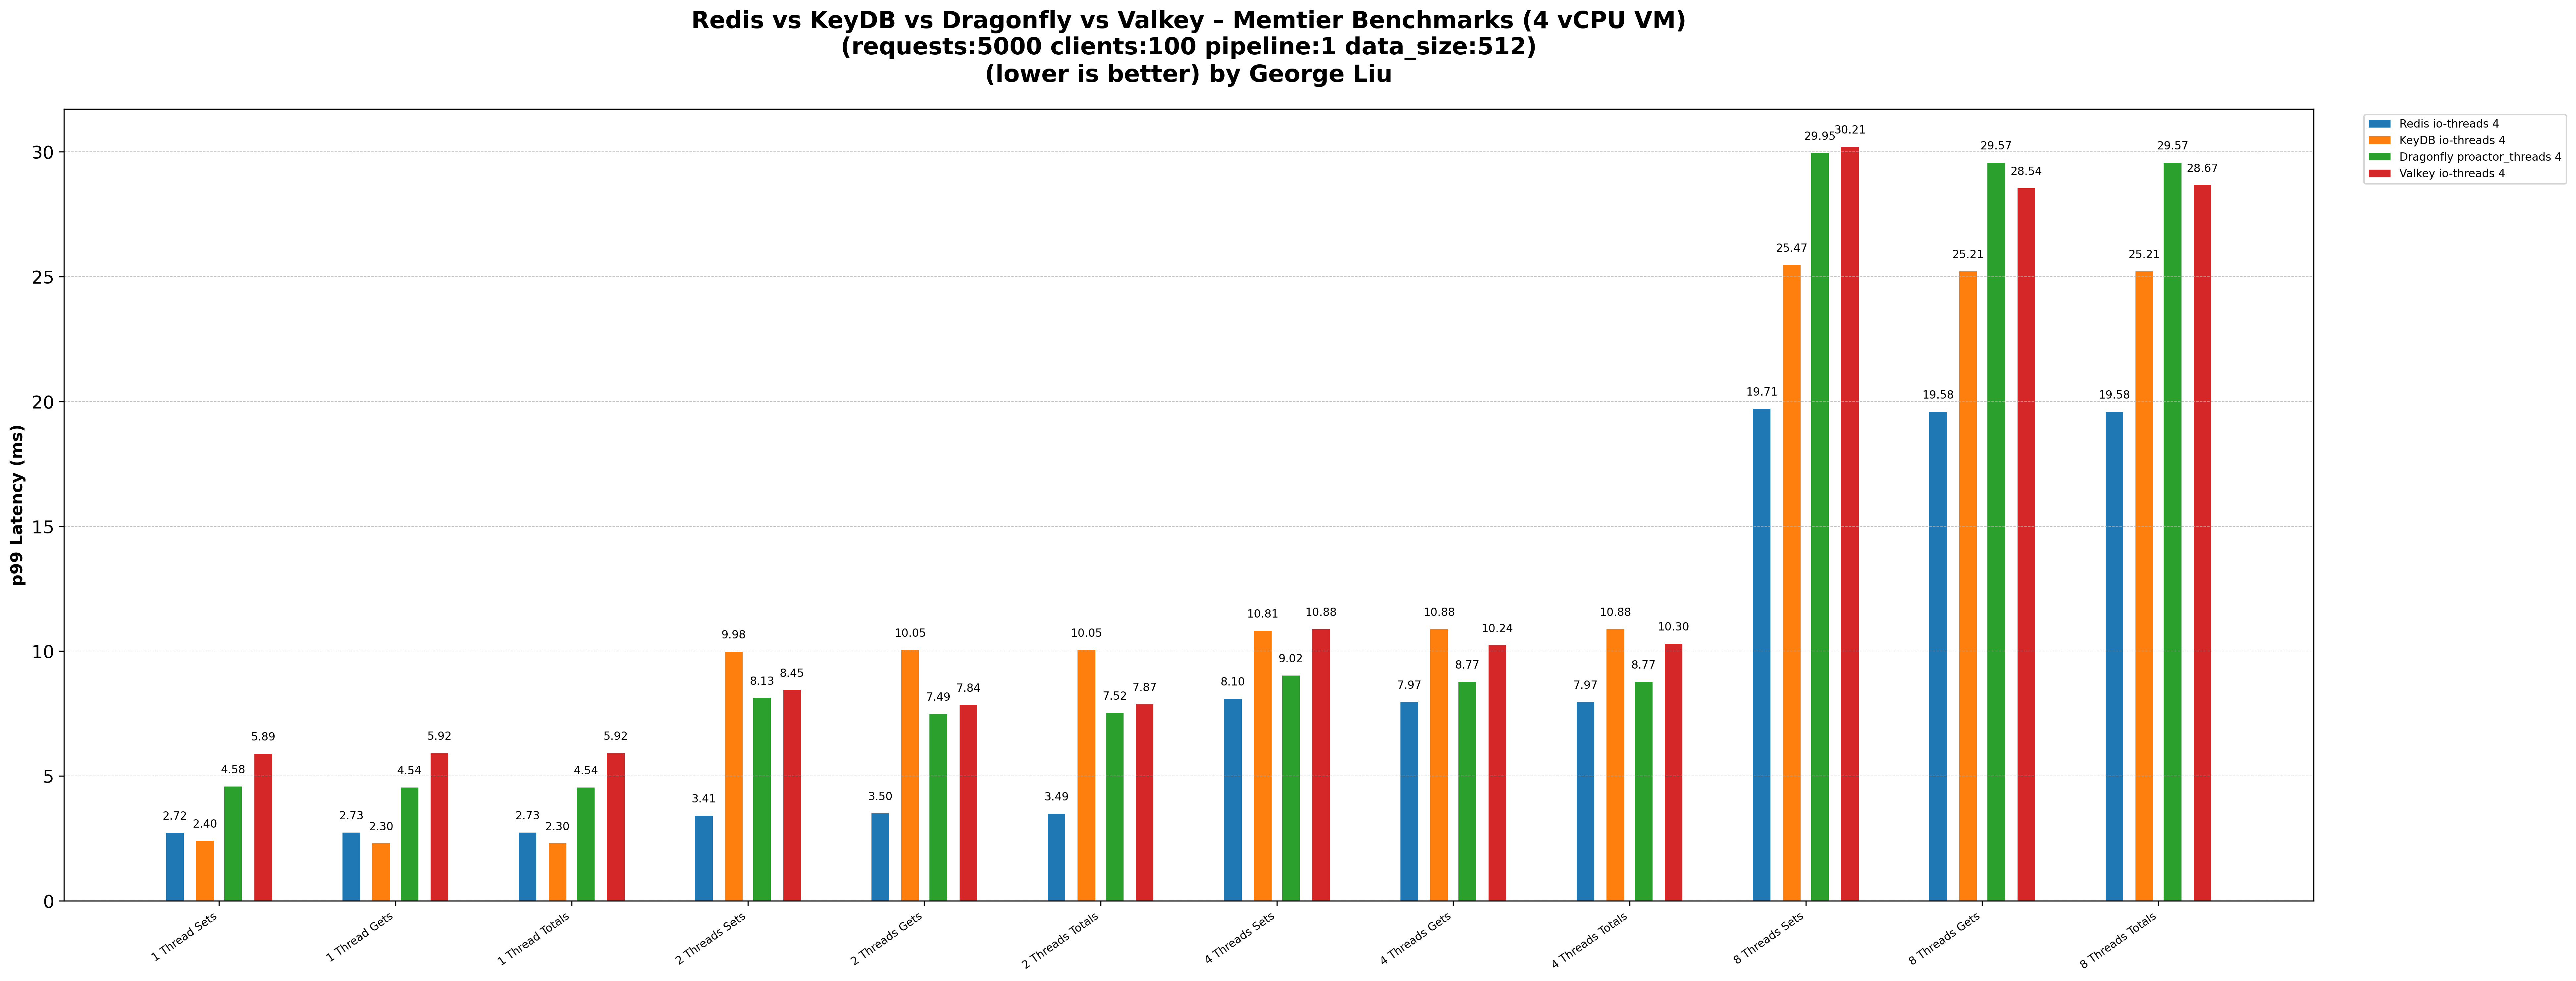 Redis vs KeyDB vs Dragonfly vs Valkey – Memtier Benchmarks (4 vCPU VM)
(requests:5000 clients:100 pipeline:1 data_size:512)
(lower is better) by George Liu
Redis io-threads 4
KeyDB io-threads 4
Dragonfly proactor_threads 4
Valkey io-threads 4
p99 Latency (ms)
30
25
20
15
10
5
0
2.72
2.40
4.58
5.89
2.73
2.30
4.54
5.92
2.73
2.30
4.54
5.92
3.41
9.98
8.13
8.45
3.50
10.05
7.49
7.84
3.49
10.05
7.52
7.87
8.10
10.81
9.02
10.88
7.97
10.88
8.77
10.24
7.97
10.88
8.77
10.30
19.71
25.47
29.95
30.21
19.58
25.21
29.57
28.54
19.58
25.21
29.57
28.67
1 Thread Sets
1 Thread Gets
1 Thread Totals
2 Threads Sets
2 Threads Gets
2 Threads Totals
4 Threads Sets
4 Threads Gets
4 Threads Totals
8 Threads Sets
8 Threads Gets
8 Threads Totals